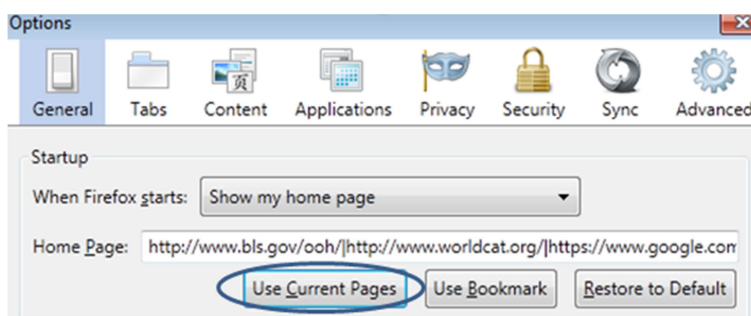 Options
General Tabs Content Applications Privacy Security Sync Advanced
Startup
When Firefox starts: Show my home page
Home Page: http://www.bls.gov/ooh/|http://www.worldcat.org/|https://www.google.com
Use Current Pages Use Bookmark Restore to Default